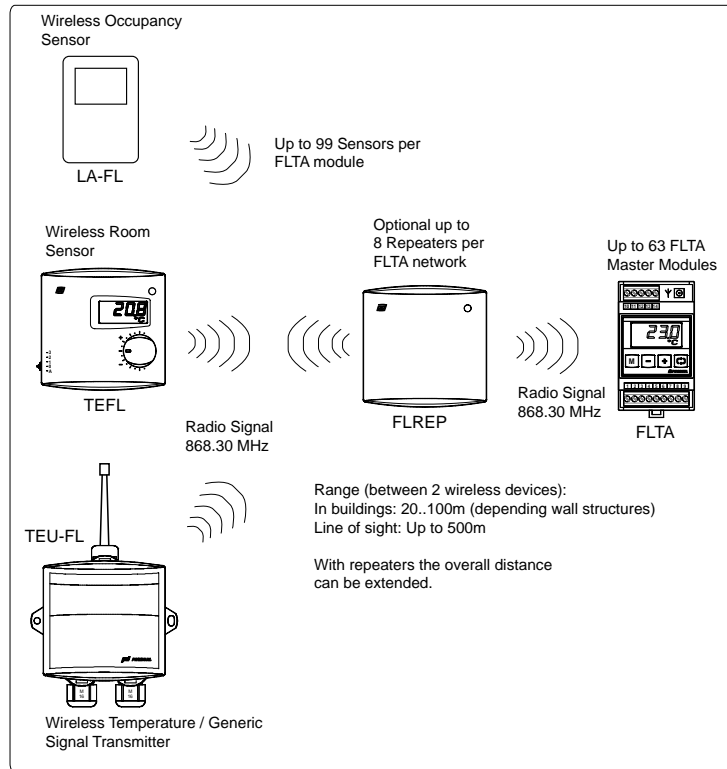 Wireless Occupancy
Sensor
LA-FL
Up to 99 Sensors per
FLTA module
Wireless Room
Sensor
20.8
°C
+
-
TEFL
Radio Signal
868.30 MHz
Optional up to
8 Repeaters per
FLTA network
FLREP
Up to 63 FLTA
Master Modules
23.0
°C
M - +
FLTA
Radio Signal
868.30 MHz
TEU-FL
M
16
M
16
Wireless Temperature / Generic
Signal Transmitter
Range (between 2 wireless devices):
In buildings: 20..100m (depending wall structures)
Line of sight: Up to 500m
With repeaters the overall distance
can be extended.